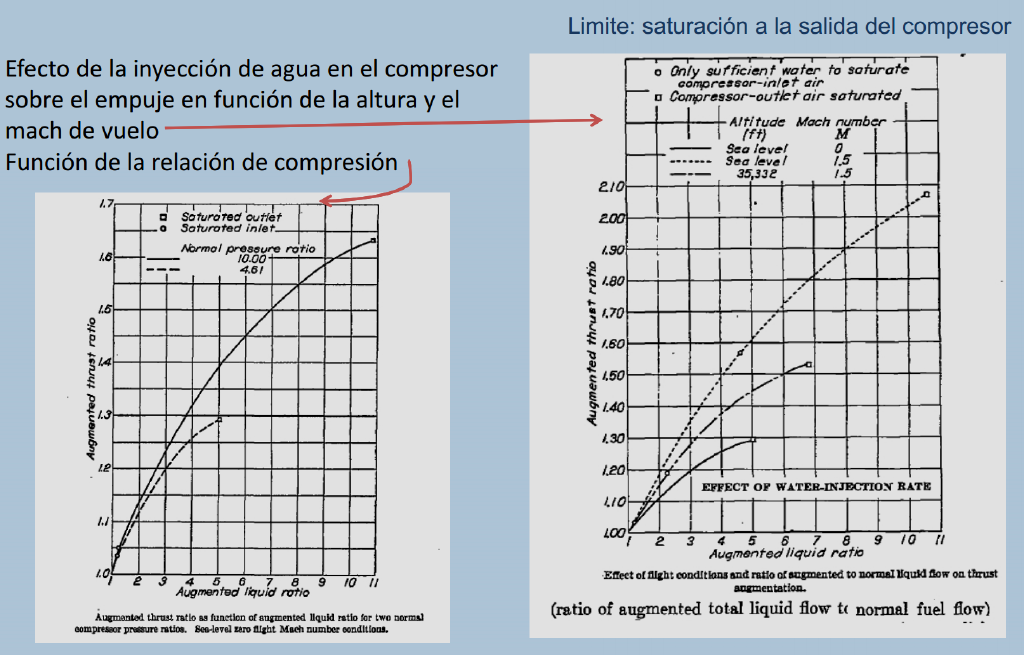 Limite: saturación a la salida del compresor
Efecto de la inyección de agua en el compresor
sobre el empuje en función de la altura y el
mach de vuelo
Función de la relación de compresión
1.7
1.6
1.5
1.4
1.3
1.2
1.1
1.0
Augmented thrust ratio
Saturated outlet
Saturated inlet
Normal pressure ratio
10.00
4.61
1 2 3 4 5 6 7 8 9 10 11
Augmented liquid ratio
Augmented thrust ratio as function of augmented liquid ratio for two normal
compressor pressure ratios. Sea-level zero flight Mach number conditions.
Only sufficient water to saturate
compressor-inlet air
Compressor-outlet air saturated
Altitude Mach number
(ft) M
Sea level 0
Sea level 1.5
35,332 1.5
2.10
2.00
1.90
1.80
1.70
1.60
1.50
1.40
1.30
1.20
1.10
1.00
Augmented thrust ratio
EFFECT OF WATER-INJECTION RATE
1 2 3 4 5 6 7 8 9 10 11
Augmented liquid ratio
Effect of flight conditions and ratio of augmented to normal liquid flow on thrust
augmentation.
(ratio of augmented total liquid flow to normal fuel flow)